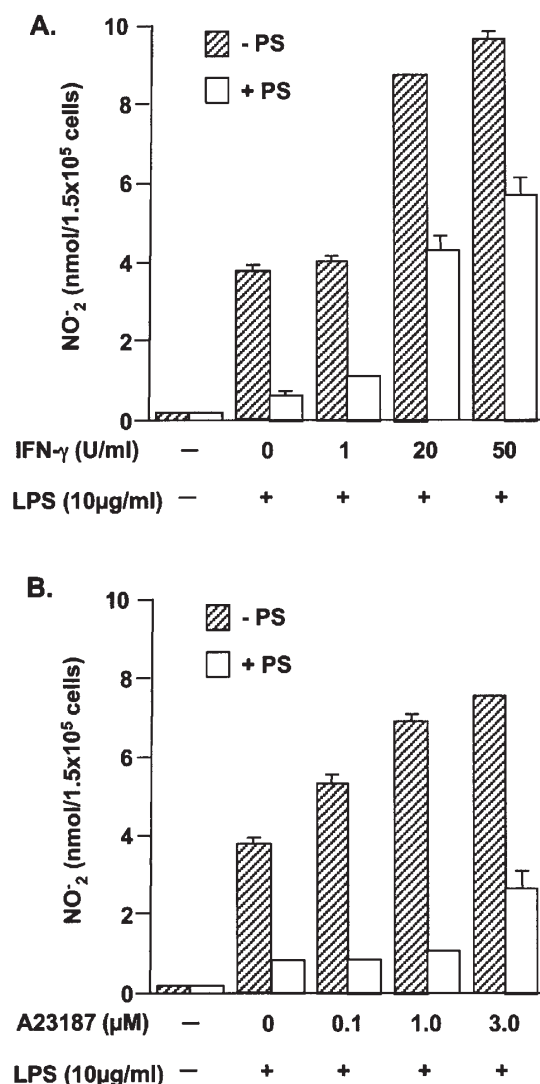 A.
- PS
+ PS
NO⁻₂ (nmol/1.5x10⁵ cells)
10
8
6
4
2
0
IFN-γ (U/ml) — 0 1 20 50
LPS (10µg/ml) — + + + +
B.
- PS
+ PS
NO⁻₂ (nmol/1.5x10⁵ cells)
10
8
6
4
2
0
A23187 (µM) — 0 0.1 1.0 3.0
LPS (10µg/ml) — + + + +